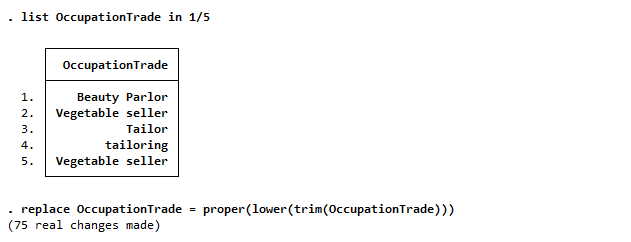 . list OccupationTrade in 1/5
OccupationTrade
1. Beauty Parlor
2. Vegetable seller
3. Tailor
4. tailoring
5. Vegetable seller
. replace OccupationTrade = proper(lower(trim(OccupationTrade)))
(75 real changes made)